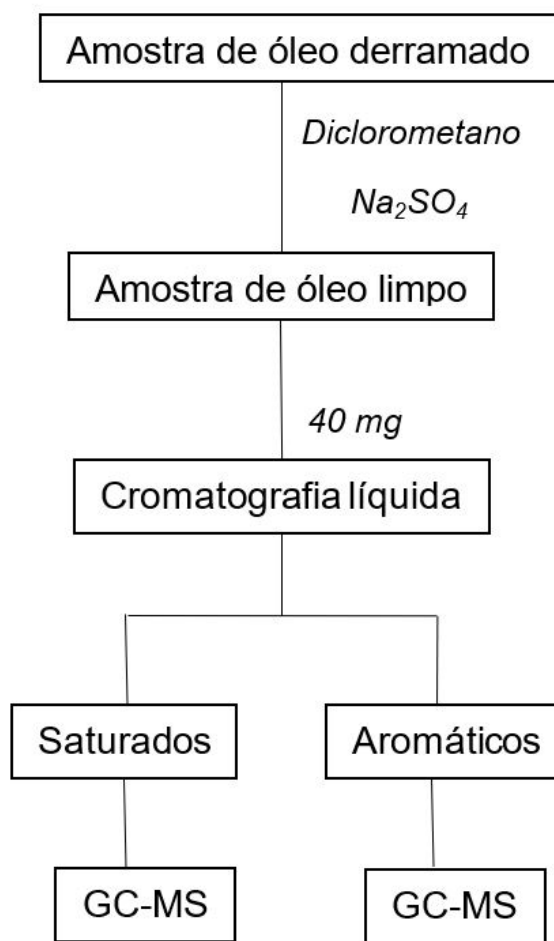 Amostra de óleo derramado
Diclorometano
Na₂SO₄
Amostra de óleo limpo
40 mg
Cromatografia líquida
Saturados
Aromáticos
GC-MS
GC-MS